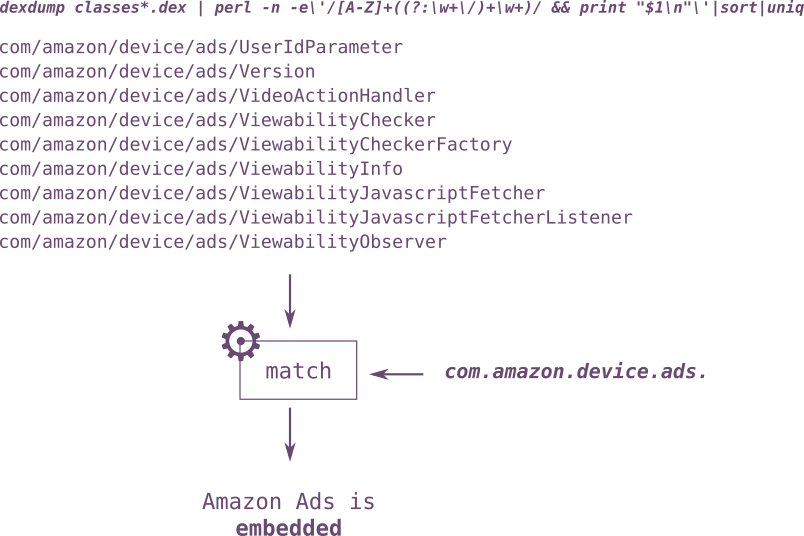 dexdump classes*.dex | perl -n -e\'/[A-Z]+((?:\w+\/)+\w+)/ && print "$1\n"\'|sort|uniq
com/amazon/device/ads/UserIdParameter
com/amazon/device/ads/Version
com/amazon/device/ads/VideoActionHandler
com/amazon/device/ads/ViewabilityChecker
com/amazon/device/ads/ViewabilityCheckerFactory
com/amazon/device/ads/ViewabilityInfo
com/amazon/device/ads/ViewabilityJavascriptFetcher
com/amazon/device/ads/ViewabilityJavascriptFetcherListener
com/amazon/device/ads/ViewabilityObserver
match
com.amazon.device.ads.
Amazon Ads is
embedded